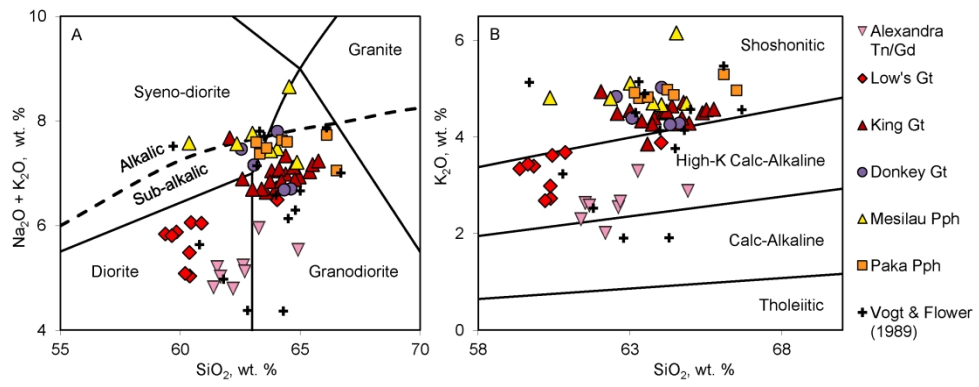 A
10
8
6
4
55
60
65
70
Na₂O + K₂O, wt. %
SiO₂, wt. %
Granite
Syeno-diorite
Alkalic
Sub-alkalic
Diorite
Granodiorite
B
6
4
2
0
58
63
68
K₂O, wt. %
SiO₂, wt. %
Shoshonitic
High-K Calc-Alkaline
Calc-Alkaline
Tholeiitic
Alexandra
Tn/Gd
Low's Gt
King Gt
Donkey Gt
Mesilau Pph
Paka Pph
Vogt & Flower
(1989)